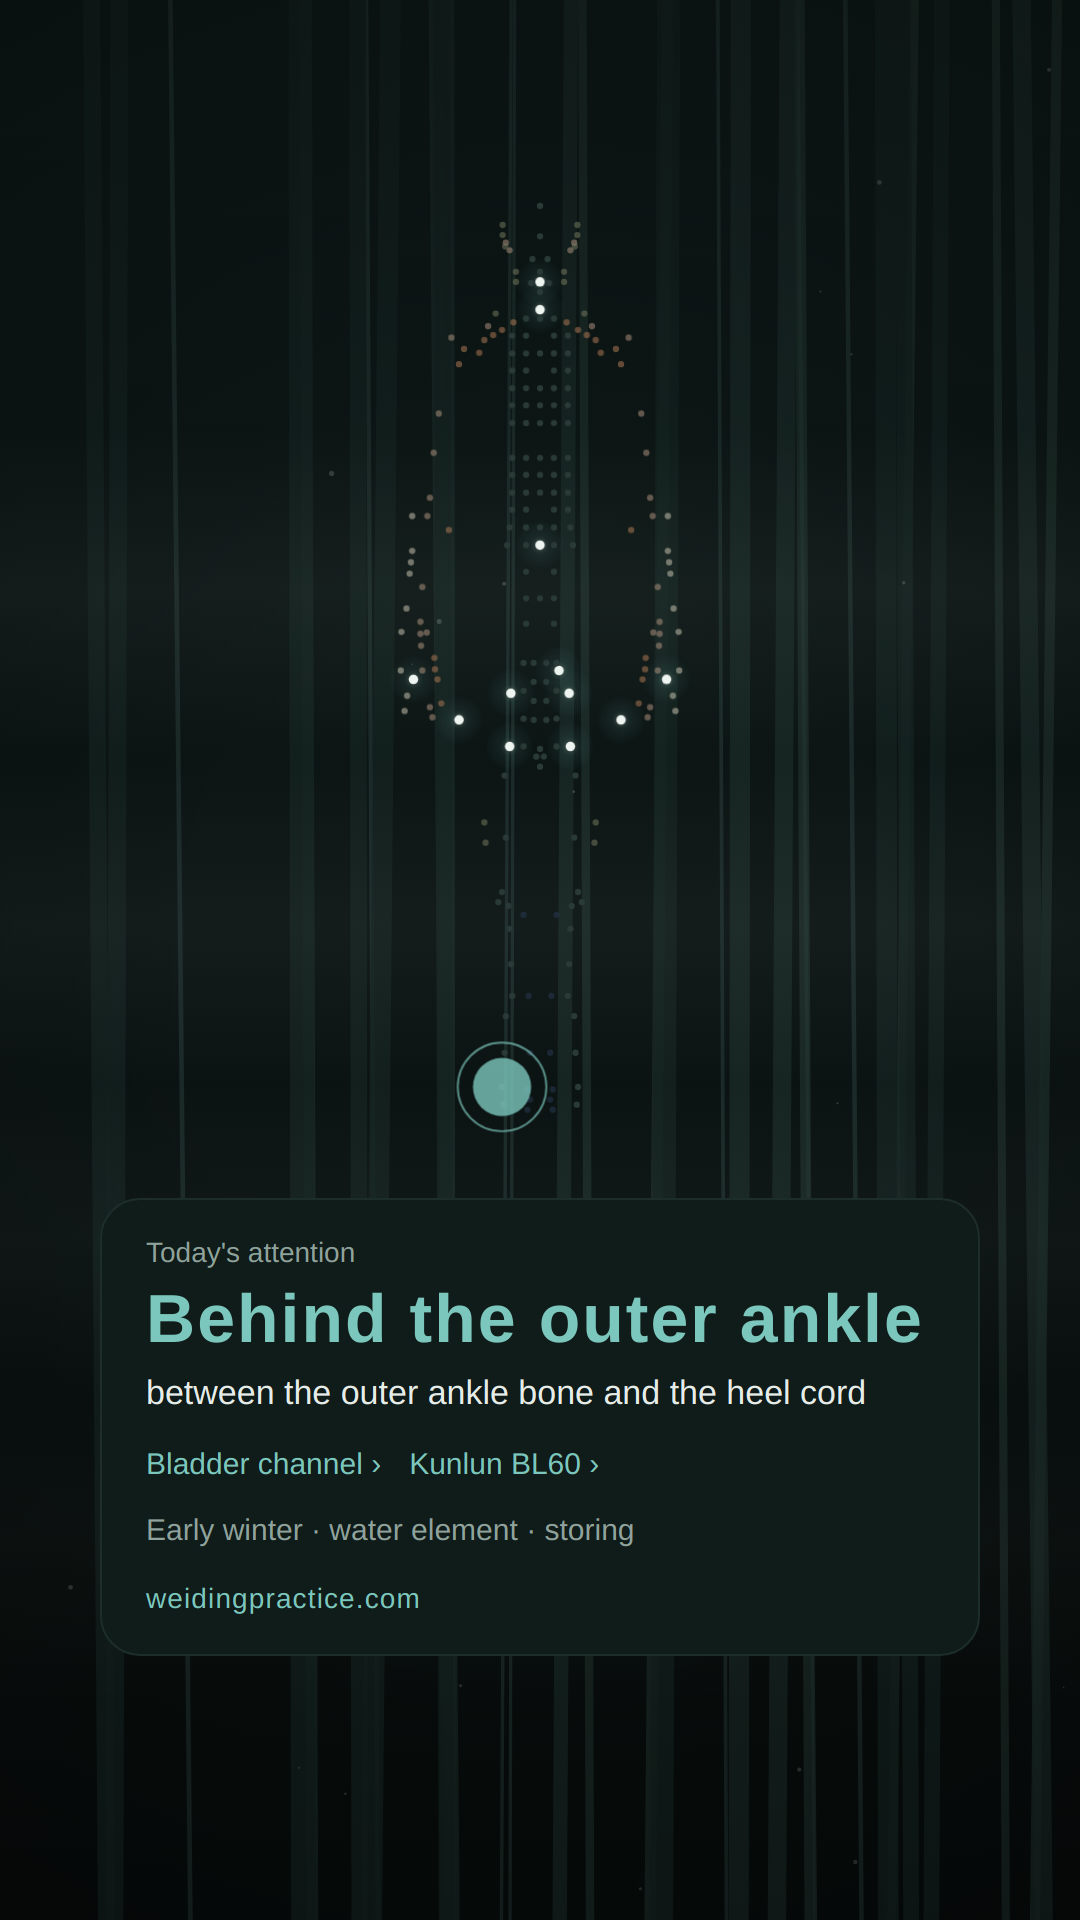 Today's attention
Behind the outer ankle
between the outer ankle bone and the heel cord
Bladder channel › Kunlun BL60 ›
Early winter · water element · storing
weidingpractice.com